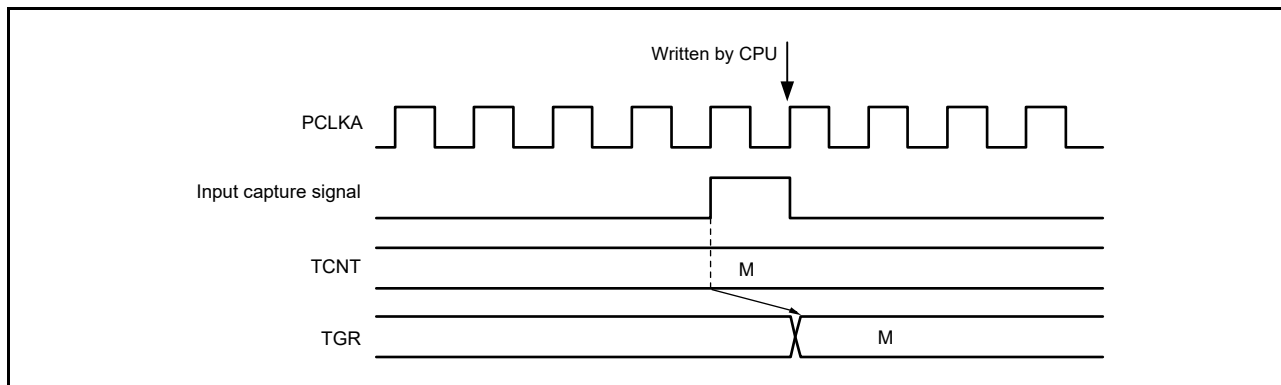 Written by CPU
PCLKA
Input capture signal
TCNT
M
TGR
M